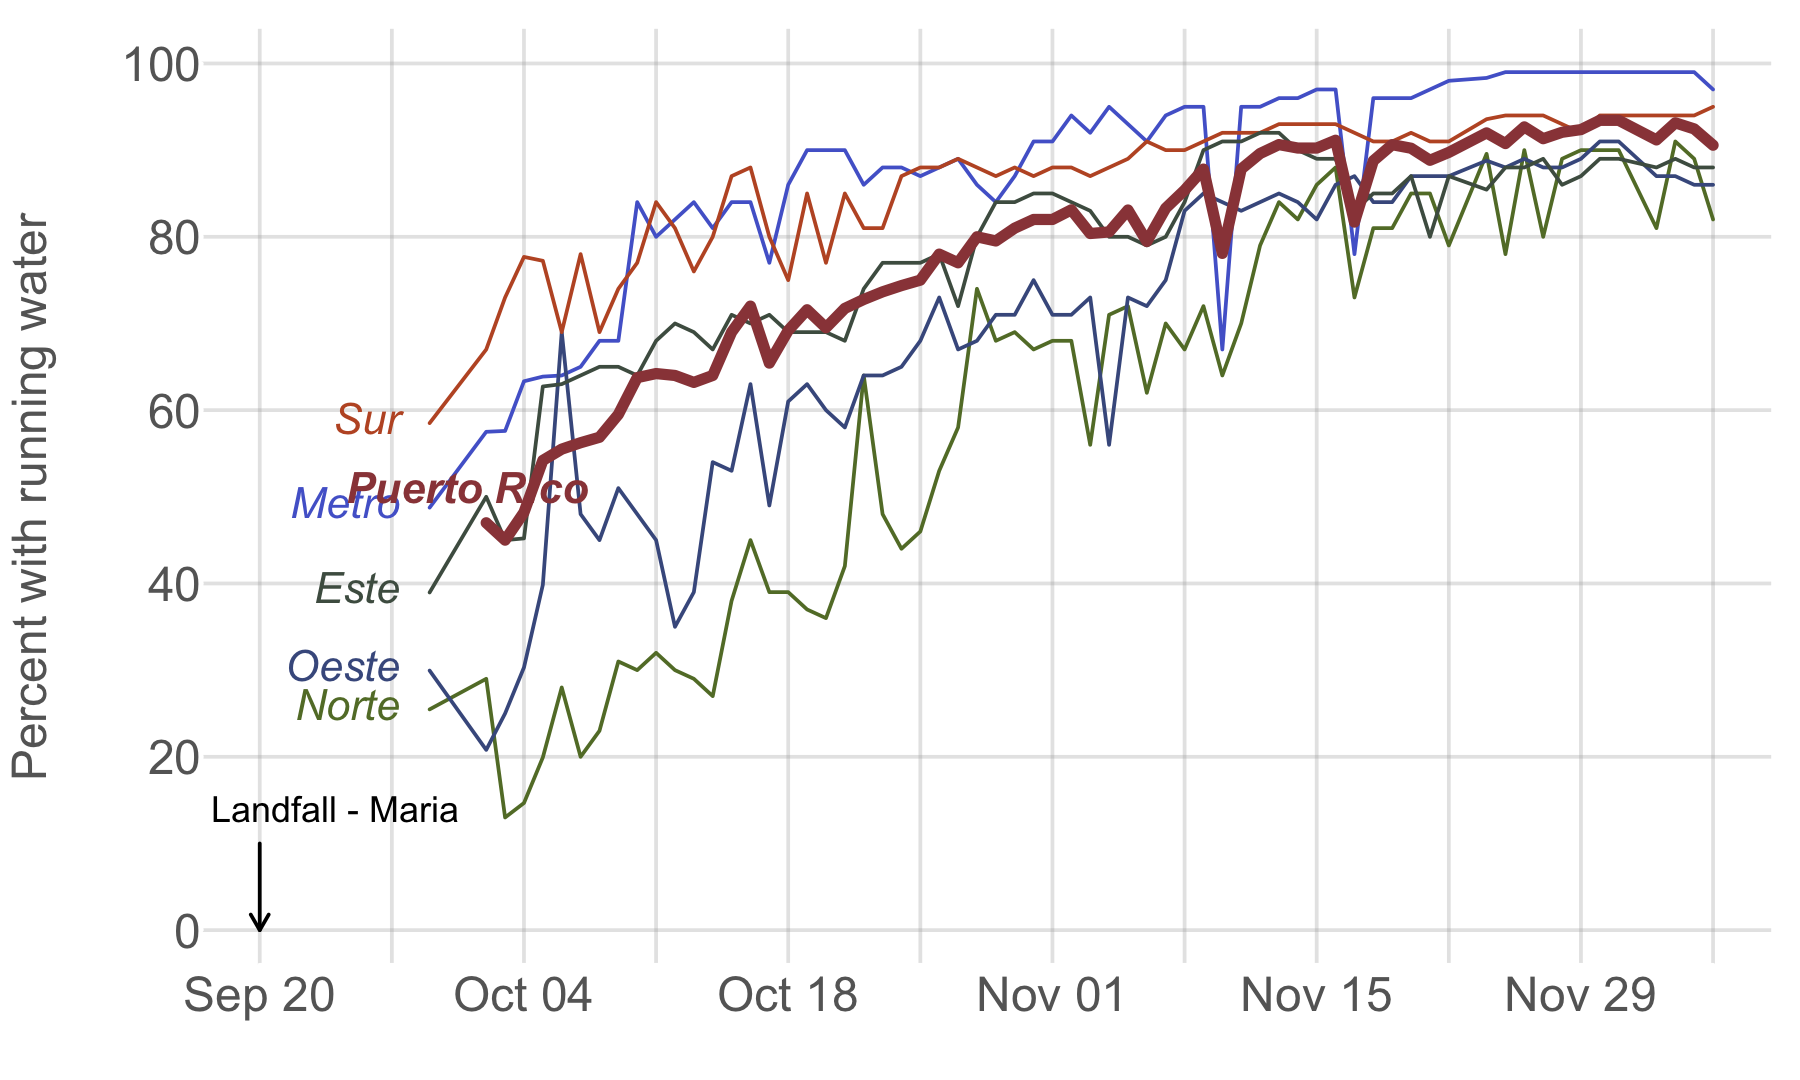 Percent with running water
100
80
60
40
20
0
Sur
Puerto Rico
Metro
Este
Oeste
Norte
Landfall - Maria
Sep 20
Oct 04
Oct 18
Nov 01
Nov 15
Nov 29